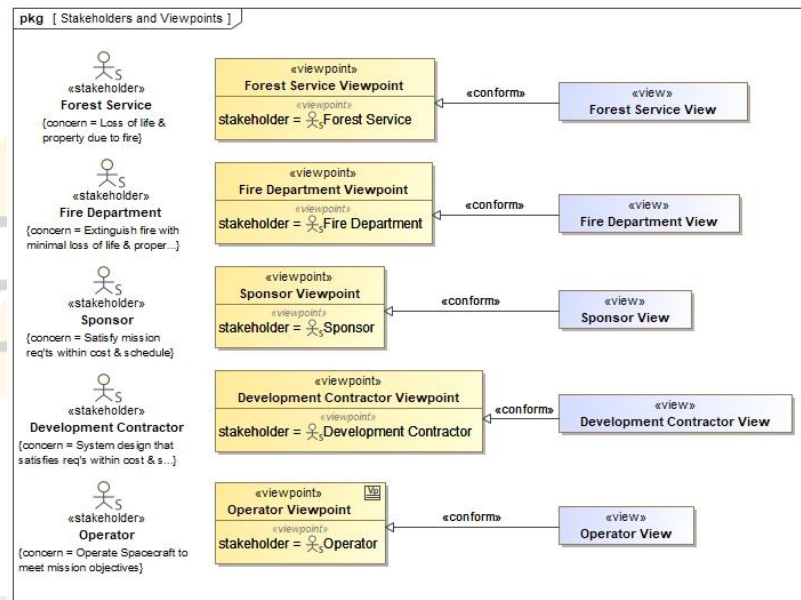 pkg [ Stakeholders and Viewpoints ]
«stakeholder»
Forest Service
{concern = Loss of life &
property due to fire}
«viewpoint»
Forest Service Viewpoint
«viewpoint»
stakeholder = Forest Service
«conform»
«view»
Forest Service View
«stakeholder»
Fire Department
{concern = Extinguish fire with
minimal loss of life & proper...}
«viewpoint»
Fire Department Viewpoint
«viewpoint»
stakeholder = Fire Department
«conform»
«view»
Fire Department View
«stakeholder»
Sponsor
{concern = Satisfy mission
req'ts within cost & schedule}
«viewpoint»
Sponsor Viewpoint
«viewpoint»
stakeholder = Sponsor
«conform»
«view»
Sponsor View
«stakeholder»
Development Contractor
{concern = System design that
satisfies req's within cost & s...}
«viewpoint»
Development Contractor Viewpoint
«viewpoint»
stakeholder = Development Contractor
«conform»
«view»
Development Contractor View
«stakeholder»
Operator
{concern = Operate Spacecraft to
meet mission objectives}
«viewpoint»
Vp
Operator Viewpoint
«viewpoint»
stakeholder = Operator
«conform»
«view»
Operator View